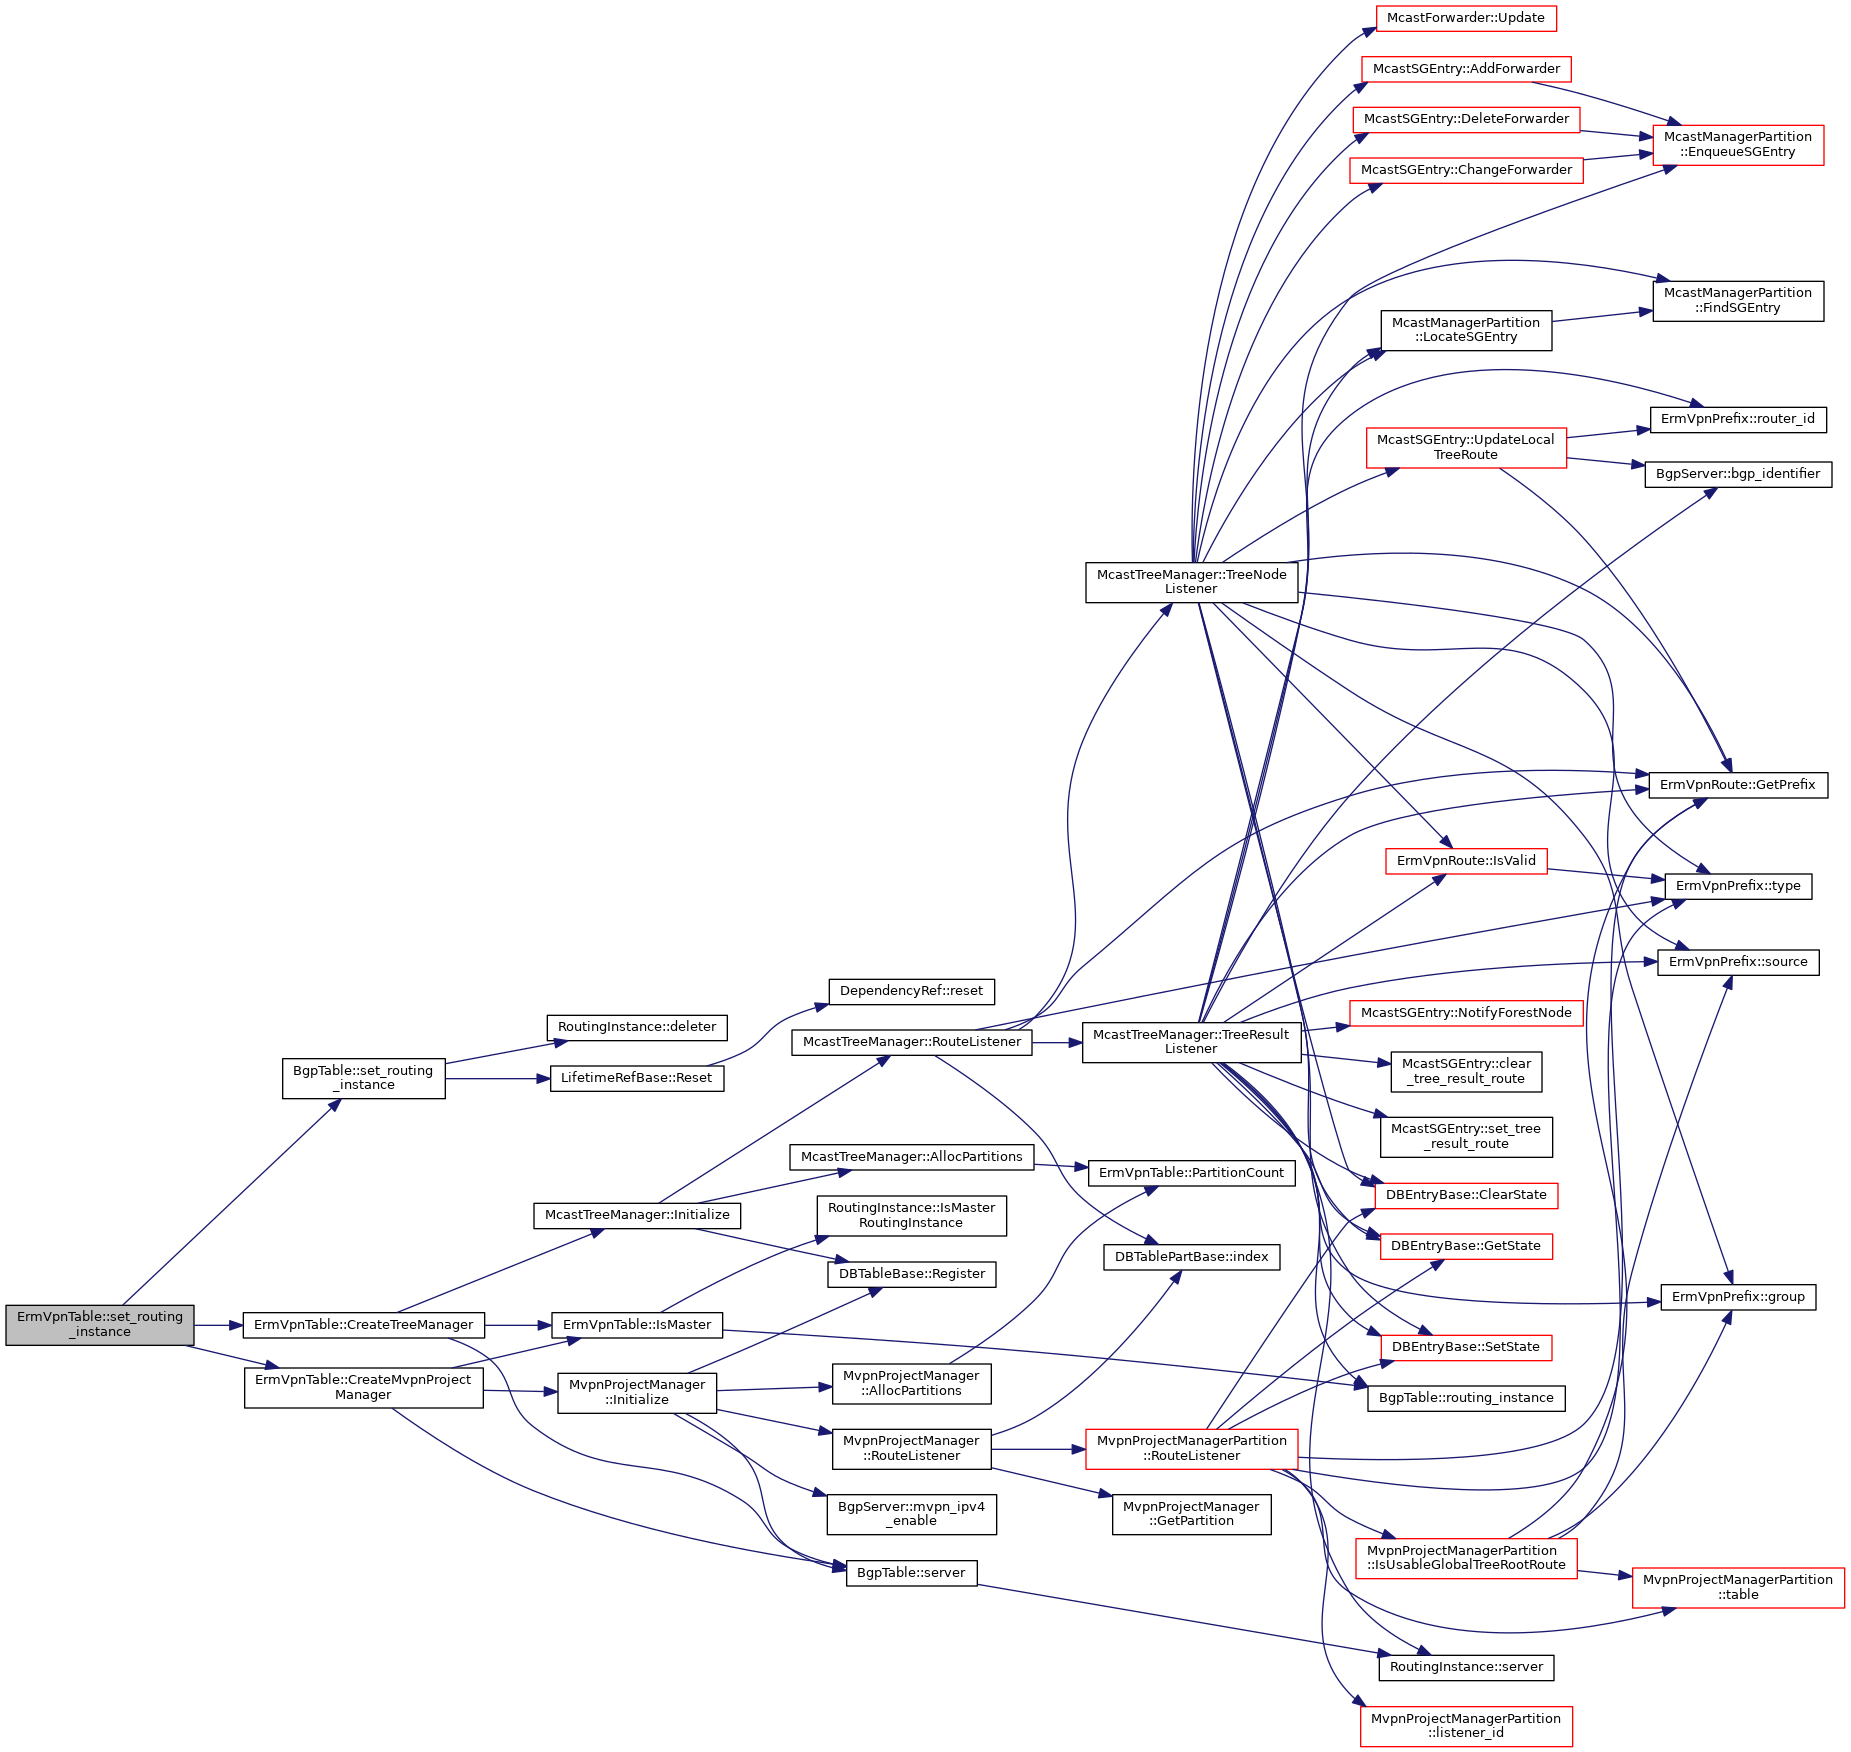 McastForwarder::Update
McastSGEntry::AddForwarder
McastSGEntry::DeleteForwarder
McastManagerPartition
::EnqueueSGEntry
McastSGEntry::ChangeForwarder
McastManagerPartition
::FindSGEntry
McastManagerPartition
::LocateSGEntry
ErmVpnPrefix::router_id
McastSGEntry::UpdateLocal
TreeRoute
BgpServer::bgp_identifier
McastTreeManager::TreeNode
Listener
ErmVpnRoute::GetPrefix
ErmVpnRoute::IsValid
ErmVpnPrefix::type
ErmVpnPrefix::source
DependencyRef::reset
McastSGEntry::NotifyForestNode
RoutingInstance::deleter
McastTreeManager::RouteListener
McastTreeManager::TreeResult
Listener
BgpTable::set_routing
_instance
LifetimeRefBase::Reset
McastSGEntry::clear
_tree_result_route
McastSGEntry::set_tree
_result_route
McastTreeManager::AllocPartitions
ErmVpnTable::PartitionCount
DBEntryBase::ClearState
McastTreeManager::Initialize
RoutingInstance::IsMaster
RoutingInstance
DBEntryBase::GetState
DBTablePartBase::index
DBTableBase::Register
ErmVpnPrefix::group
ErmVpnTable::set_routing
_instance
ErmVpnTable::CreateTreeManager
ErmVpnTable::IsMaster
DBEntryBase::SetState
ErmVpnTable::CreateMvpnProject
Manager
MvpnProjectManager
::Initialize
MvpnProjectManager
::AllocPartitions
BgpTable::routing_instance
MvpnProjectManager
::RouteListener
MvpnProjectManagerPartition
::RouteListener
BgpServer::mvpn_ipv4
_enable
MvpnProjectManager
::GetPartition
MvpnProjectManagerPartition
::IsUsableGlobalTreeRootRoute
BgpTable::server
MvpnProjectManagerPartition
::table
RoutingInstance::server
MvpnProjectManagerPartition
::listener_id